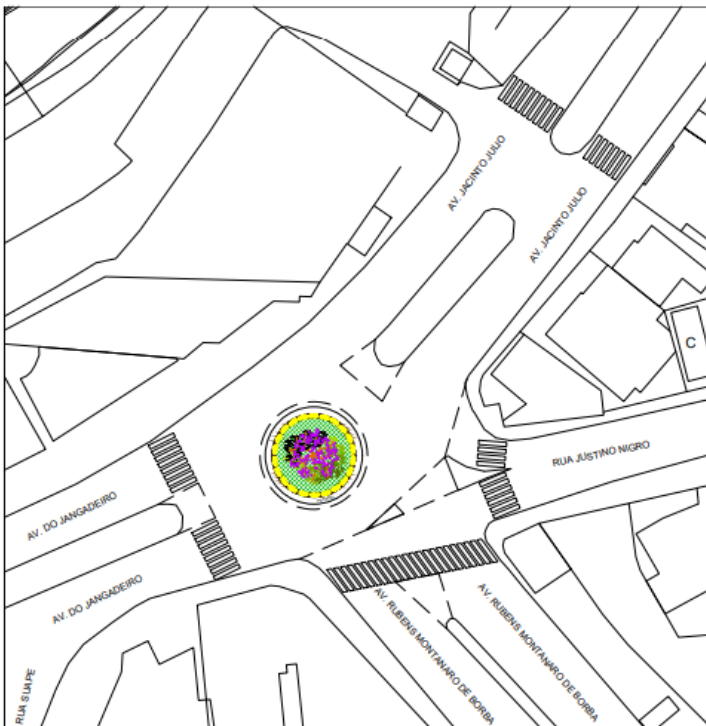 AV. JACINTO JULIO
AV. JACINTO JULIO
C
RUA JUSTINO NIGRO
AV. DO JANGADEIRO
AV. DO JANGADEIRO
AV. RUBENS MONTANARO DE BORBA
AV. RUBENS MONTANARO DE BORBA
RUA SUAPE